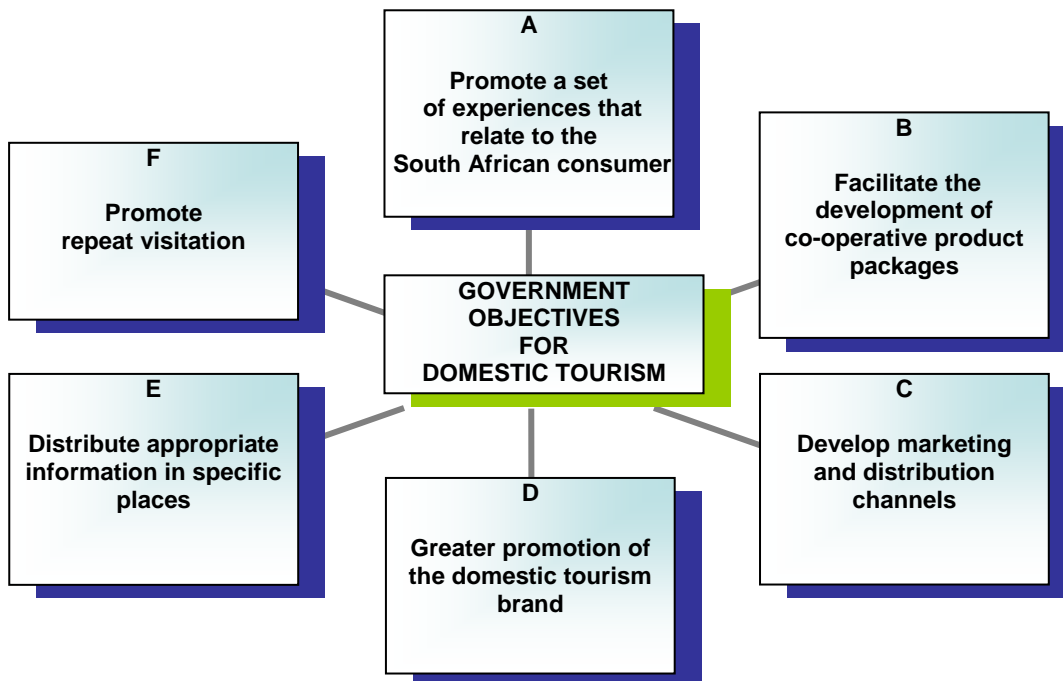 A
Promote a set
of experiences that
relate to the
South African consumer
B
Facilitate the
development of
co-operative product
packages
C
Develop marketing
and distribution
channels
D
Greater promotion of
the domestic tourism
brand
E
Distribute appropriate
information in specific
places
F
Promote
repeat visitation
GOVERNMENT
OBJECTIVES
FOR
DOMESTIC TOURISM